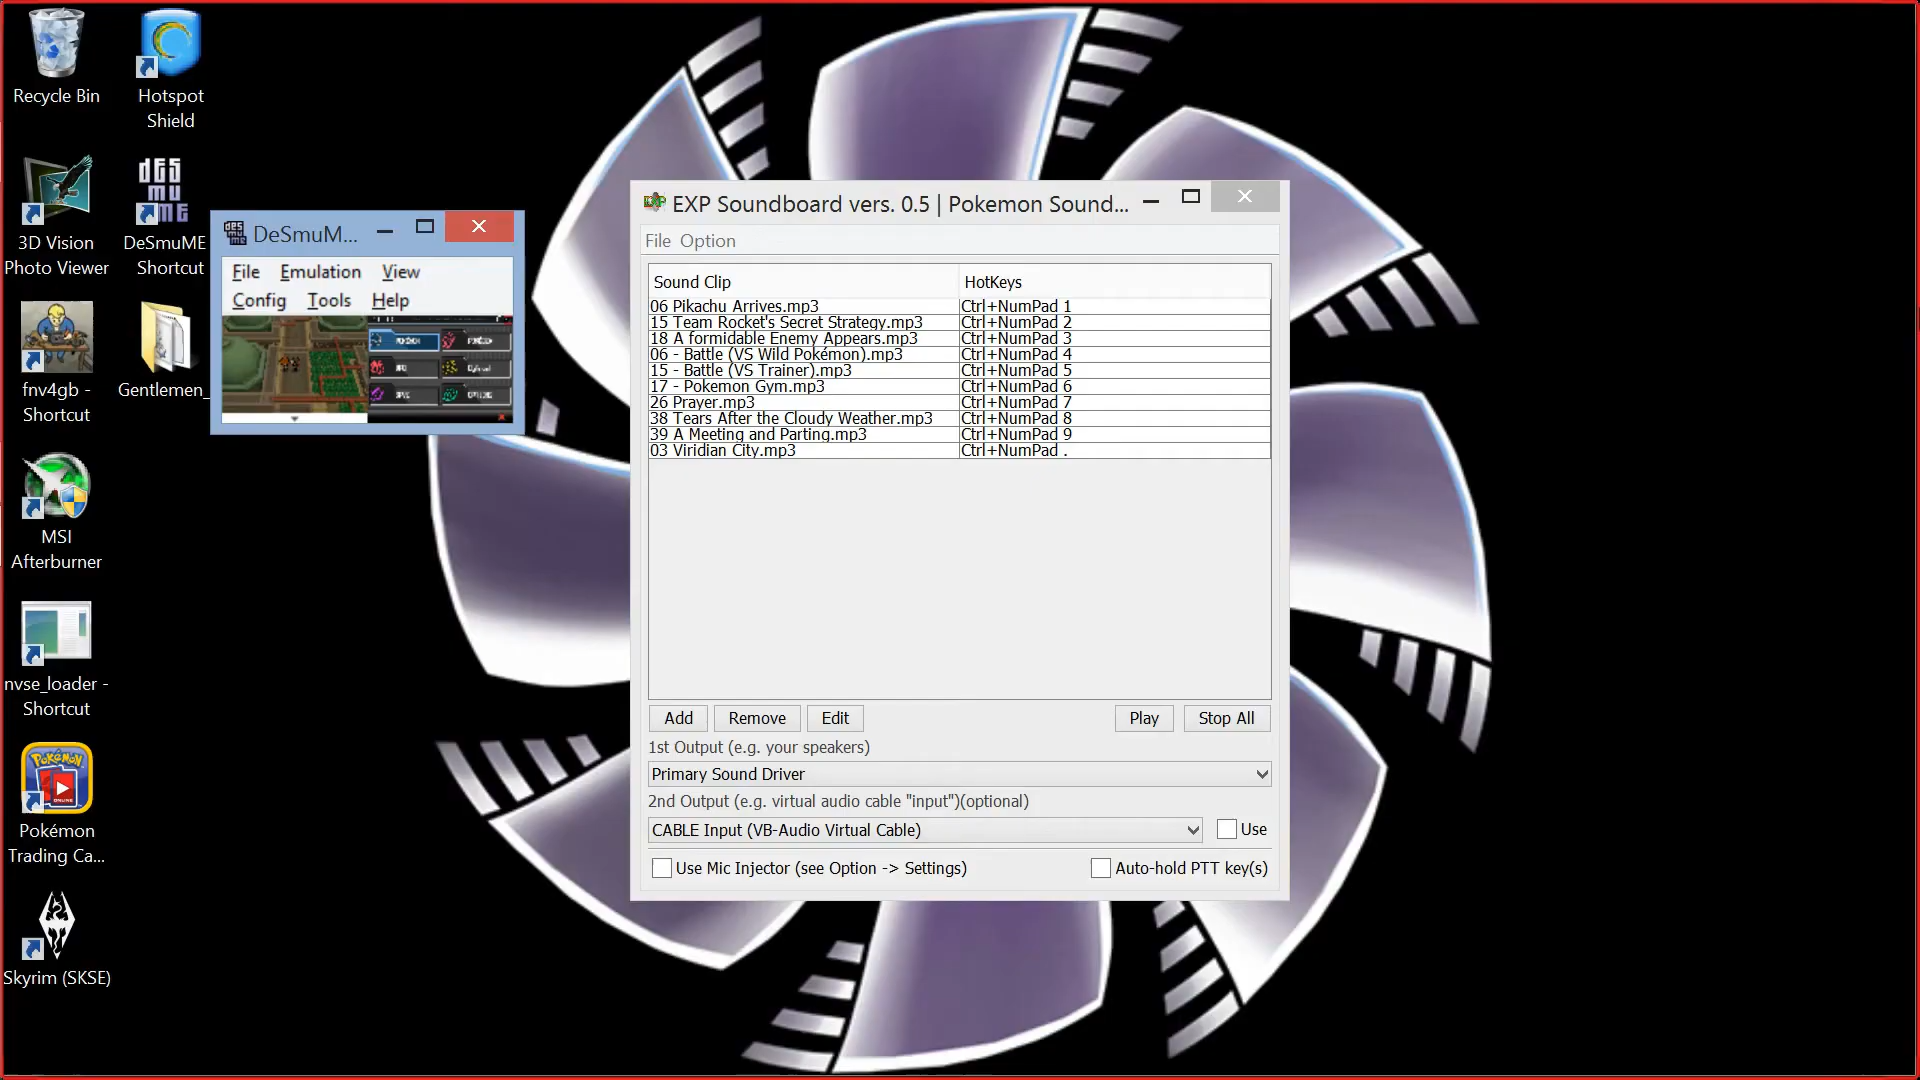 Recycle Bin
Hotspot
Shield
3D Vision
Photo Viewer
DeSmuME
Shortcut
fnv4gb -
Shortcut
Gentlemen_
MSI
Afterburner
nvse_loader -
Shortcut
Pokémon
Trading Ca...
Skyrim (SKSE)
DeSmuM...
File Emulation View
Config Tools Help
EXP Soundboard vers. 0.5 | Pokemon Sound...
File Option
Sound Clip HotKeys
06 Pikachu Arrives.mp3 Ctrl+NumPad 1
15 Team Rocket's Secret Strategy.mp3 Ctrl+NumPad 2
18 A formidable Enemy Appears.mp3 Ctrl+NumPad 3
06 - Battle (VS Wild Pokémon).mp3 Ctrl+NumPad 4
15 - Battle (VS Trainer).mp3 Ctrl+NumPad 5
17 - Pokemon Gym.mp3 Ctrl+NumPad 6
26 Prayer.mp3 Ctrl+NumPad 7
38 Tears After the Cloudy Weather.mp3 Ctrl+NumPad 8
39 A Meeting and Parting.mp3 Ctrl+NumPad 9
03 Viridian City.mp3 Ctrl+NumPad .
Add Remove Edit Play Stop All
1st Output (e.g. your speakers)
Primary Sound Driver
2nd Output (e.g. virtual audio cable "input")(optional)
CABLE Input (VB-Audio Virtual Cable) Use
Use Mic Injector (see Option -> Settings) Auto-hold PTT key(s)